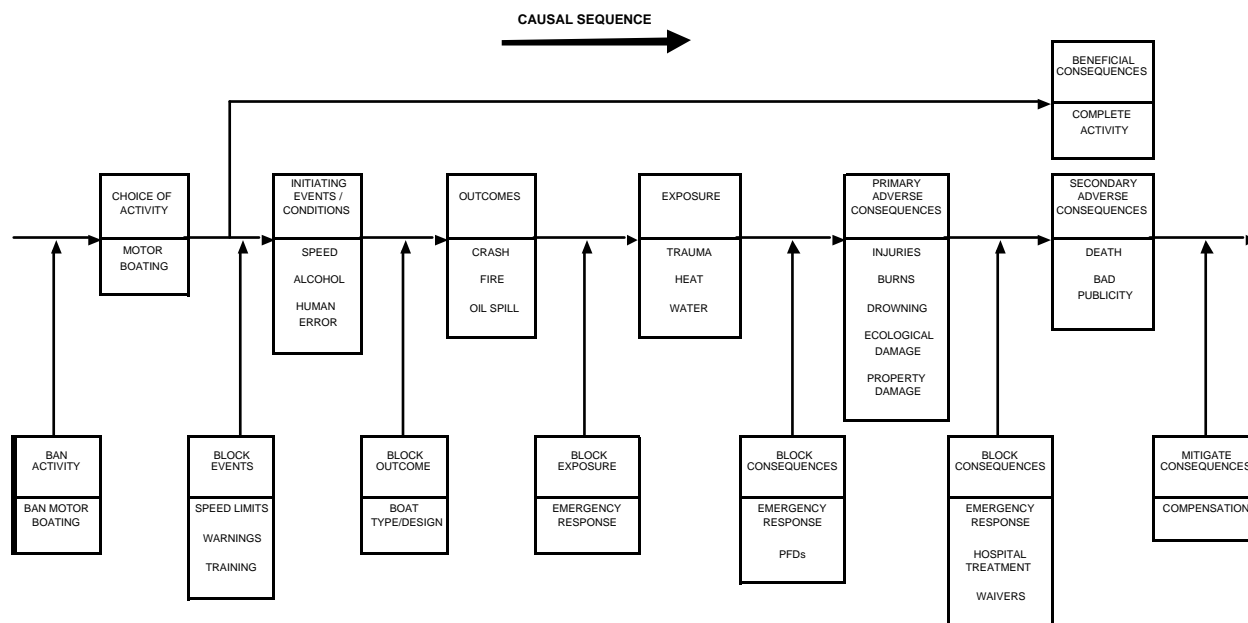 CAUSAL SEQUENCE
BENEFICIAL
CONSEQUENCES
COMPLETE
ACTIVITY
CHOICE OF
ACTIVITY
MOTOR
BOATING
INITIATING
EVENTS /
CONDITIONS
SPEED
ALCOHOL
HUMAN
ERROR
OUTCOMES
CRASH
FIRE
OIL SPILL
EXPOSURE
TRAUMA
HEAT
WATER
PRIMARY
ADVERSE
CONSEQUENCES
INJURIES
BURNS
DROWNING
ECOLOGICAL
DAMAGE
PROPERTY
DAMAGE
SECONDARY
ADVERSE
CONSEQUENCES
DEATH
BAD
PUBLICITY
BAN
ACTIVITY
BAN MOTOR
BOATING
BLOCK
EVENTS
SPEED LIMITS
WARNINGS
TRAINING
BLOCK
OUTCOME
BOAT
TYPE/DESIGN
BLOCK
EXPOSURE
EMERGENCY
RESPONSE
BLOCK
CONSEQUENCES
EMERGENCY
RESPONSE
PFDs
BLOCK
CONSEQUENCES
EMERGENCY
RESPONSE
HOSPITAL
TREATMENT
WAIVERS
MITIGATE
CONSEQUENCES
COMPENSATION